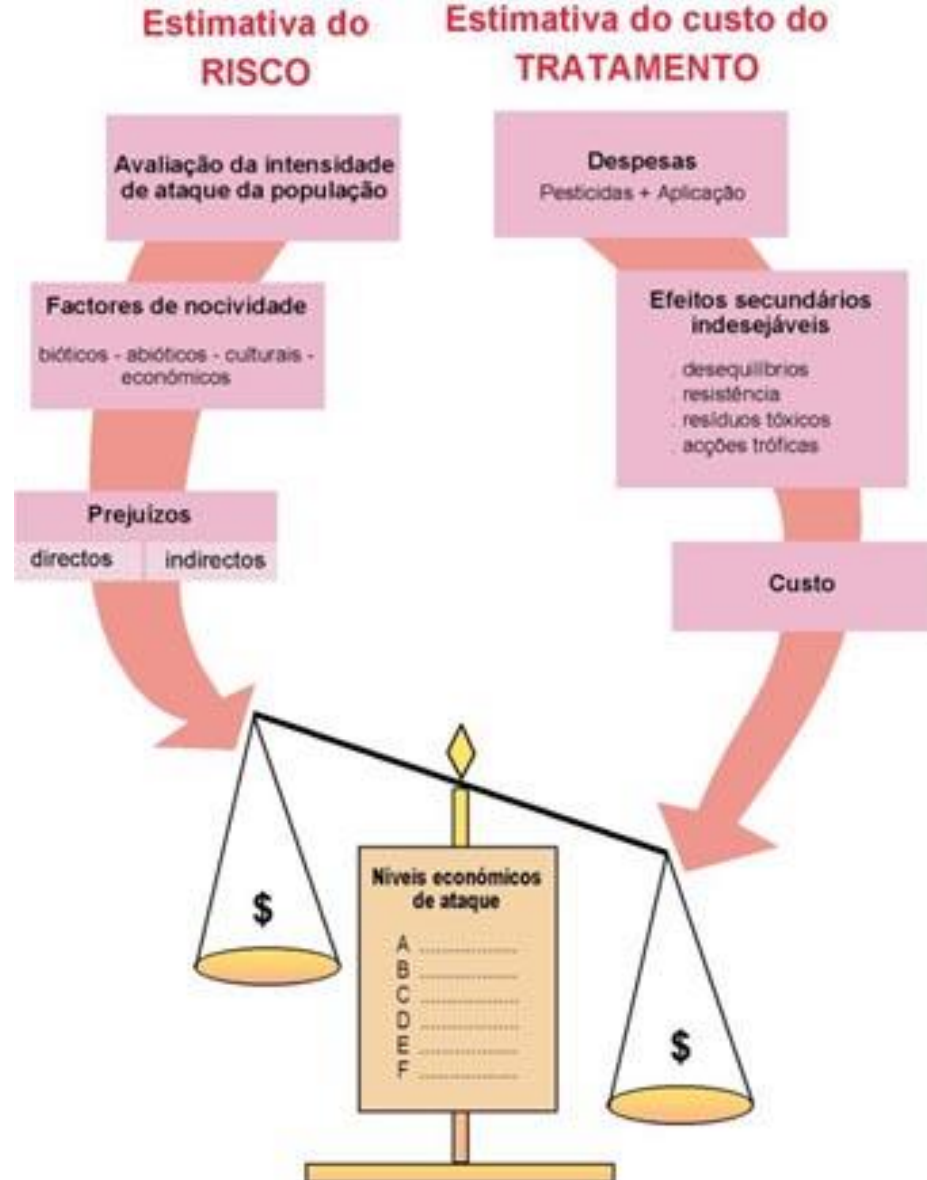 Estimativa do
RISCO
Estimativa do custo do
TRATAMENTO
Avaliação da intensidade
de ataque da população
Despesas
Pesticidas + Aplicação
Factores de nocividade
bióticos - abióticos - culturais -
económicos
Efeitos secundários
indesejáveis
. desequilíbrios
. resistência
. resíduos tóxicos
. acções tróficas
Prejuízos
directos
indirectos
Custo
Níveis económicos
de ataque
A ....................
B ....................
C ....................
D ....................
E ....................
F ....................
$
$